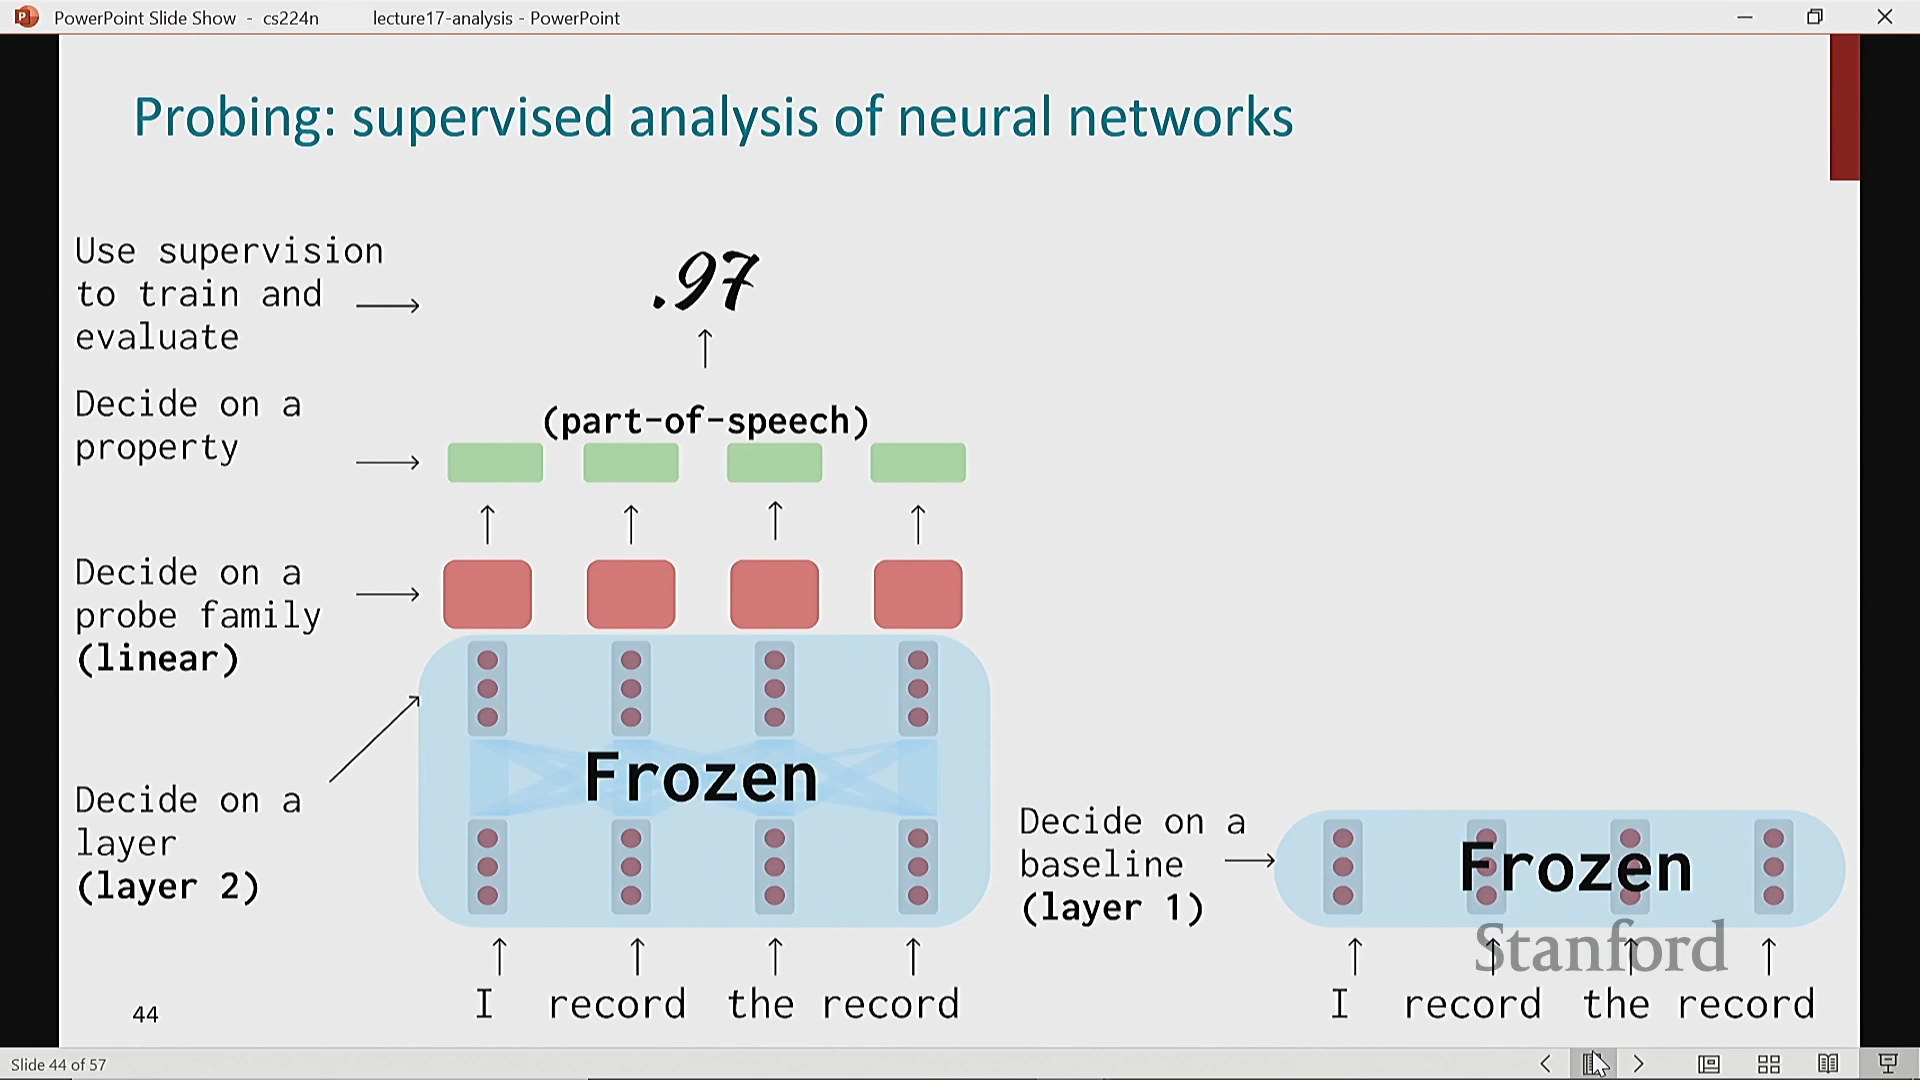 PowerPoint Slide Show - cs224n lecture17-analysis - PowerPoint
Probing: supervised analysis of neural networks
Use supervision
to train and
evaluate
.97
Decide on a
property
(part-of-speech)
Decide on a
probe family
(linear)
Decide on a
layer
(layer 2)
Frozen
I record the record
Decide on a
baseline
(layer 1)
Frozen
Stanford
I record the record
44
Slide 44 of 57